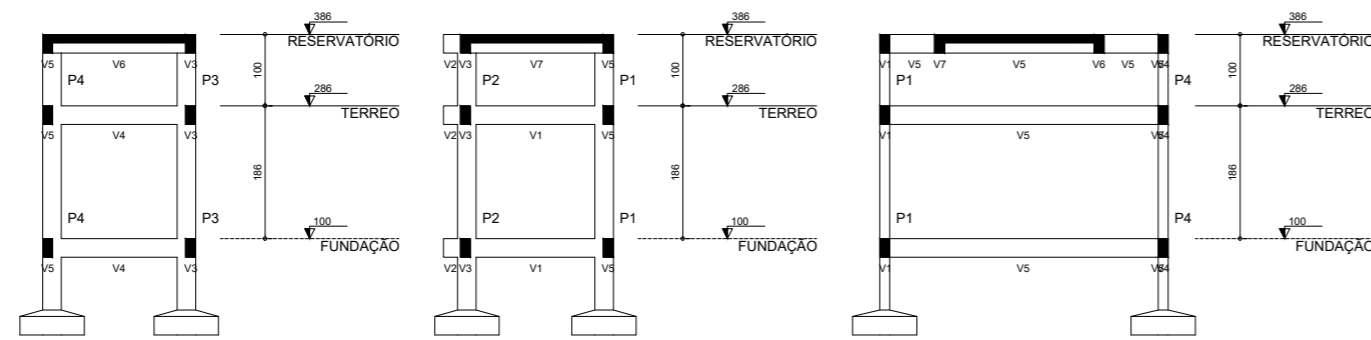 386
RESERVATÓRIO
V5 V6 V3
P4 P3
100
286
TERREO
V5 V4 V3
186
P4 P3
100
FUNDAÇÃO
V5 V4 V3
386
RESERVATÓRIO
V2 V3 V7 V5
P2 P1
100
286
TERREO
V2 V3 V1 V5
186
P2 P1
100
FUNDAÇÃO
V2 V3 V1 V5
386
RESERVATÓRIO
V1 V5 V7 V5 V6 V5
P1 P4
100
286
TERREO
V1 V5
186
P1 P4
100
FUNDAÇÃO
V1 V5